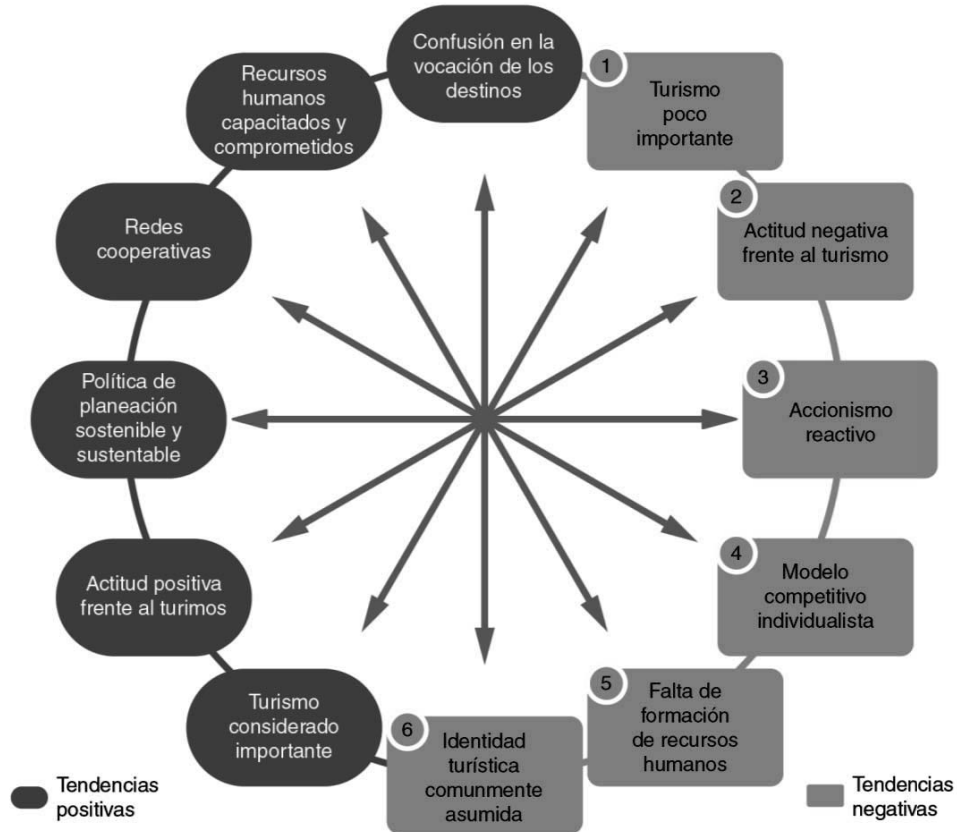 Confusión en la
vocación de los
destinos
1
Turismo
poco
importante
2
Actitud negativa
frente al turismo
3
Accionismo
reactivo
4
Modelo
competitivo
individualista
5
Falta de
formación
de recursos
humanos
6
Identidad
turística
comunmente
asumida
Turismo
considerado
importante
Actitud positiva
frente al turimos
Política de
planeación
sostenible y
sustentable
Redes
cooperativas
Recursos
humanos
capacitados y
comprometidos
Tendencias
positivas
Tendencias
negativas